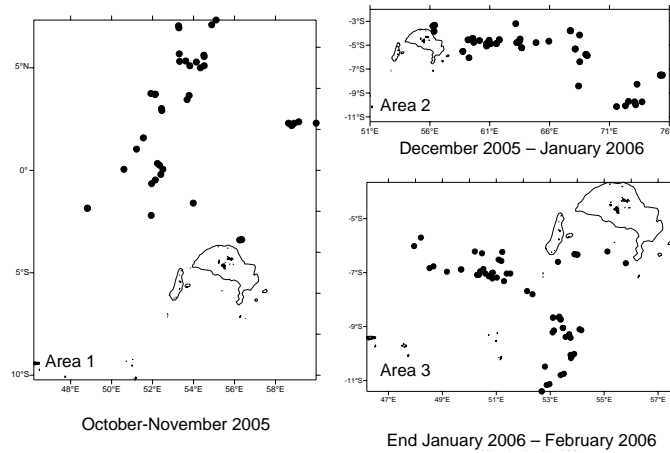 5°N
0°
5°S
10°S
Area 1
48°E 50°E 52°E 54°E 56°E 58°E
October-November 2005
-3°S
-5°S
-7°S
-9°S
-11°S
Area 2
51°E 56°E 61°E 66°E 71°E 76°E
December 2005 – January 2006
-5°S
-7°S
-9°S
-11°S
Area 3
47°E 49°E 51°E 53°E 55°E 57°E
End January 2006 – February 2006